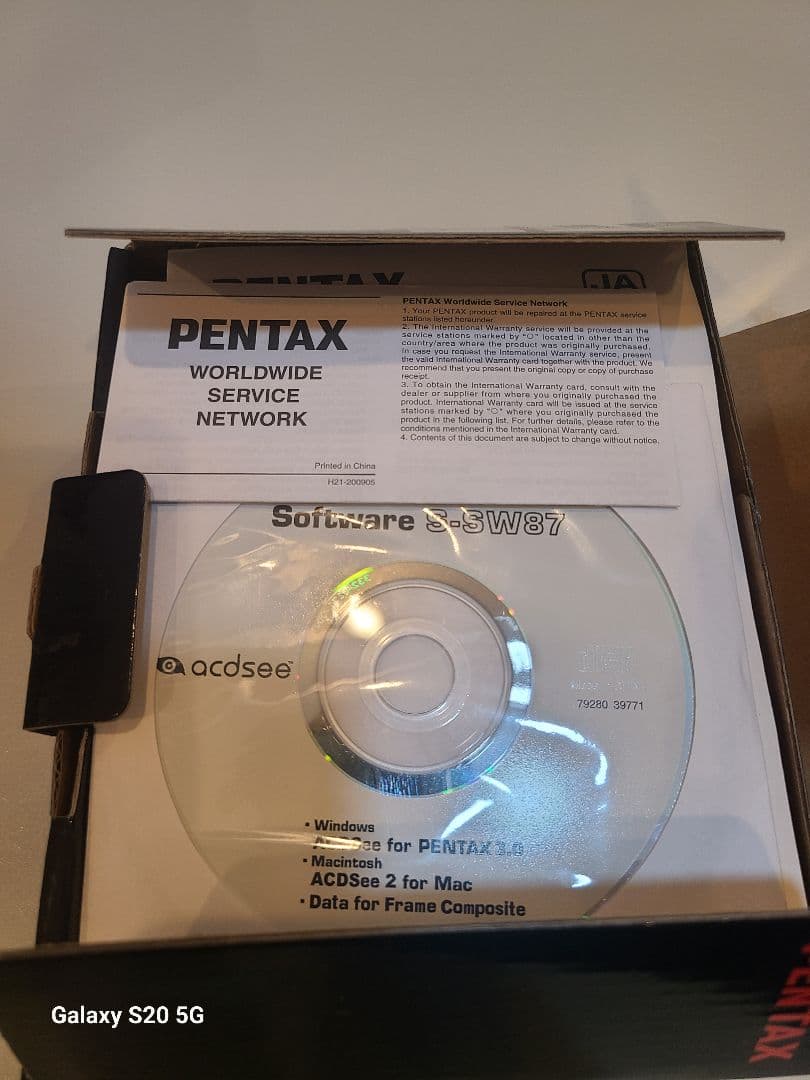 PENTAX
JA
PENTAX
WORLDWIDE
SERVICE
NETWORK
Printed in China
H21-200905
PENTAX Worldwide Service Network
1. Your PENTAX product will be repaired at the PENTAX service
stations listed hereunder.
2. The International Warranty service will be provided at the
service stations marked by "○" located in other than the
country/area where the product was originally purchased.
In case you request the International Warranty service, present
the valid International Warranty card together with the product. We
recommend that you present the original copy or copy of purchase
receipt.
3. To obtain the International Warranty card, consult with the
dealer or supplier from where you originally purchased the
product. International Warranty card will be issued at the service
stations marked by "○" where you originally purchased the
product in the following list. For further details, please refer to the
conditions mentioned in the International Warranty card.
4. Contents of this document are subject to change without notice.
Software S-SW87
acdsee™
79280 39771
• Windows
ACDSee for PENTAX 3.0
• Macintosh
ACDSee 2 for Mac
• Data for Frame Composite
PENTAX
Galaxy S20 5G